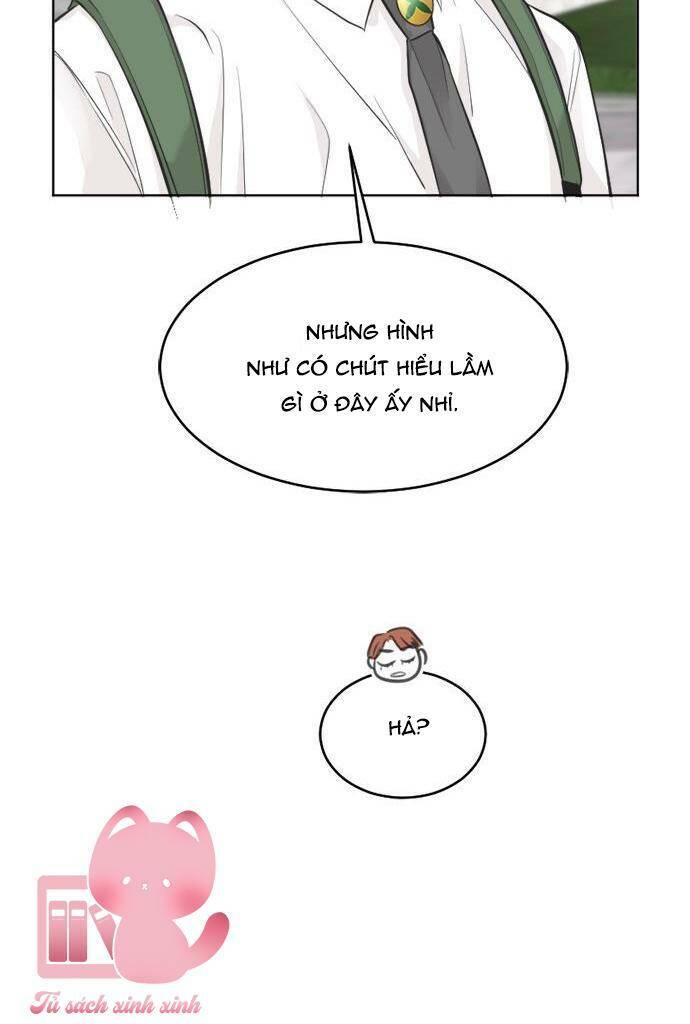 NHƯNG HÌNH
NHƯ CÓ CHÚT HIỂU LẦM
GÌ Ở ĐÂY ẤY NHỈ.
HẢ?
Tủ sách xinh xinh